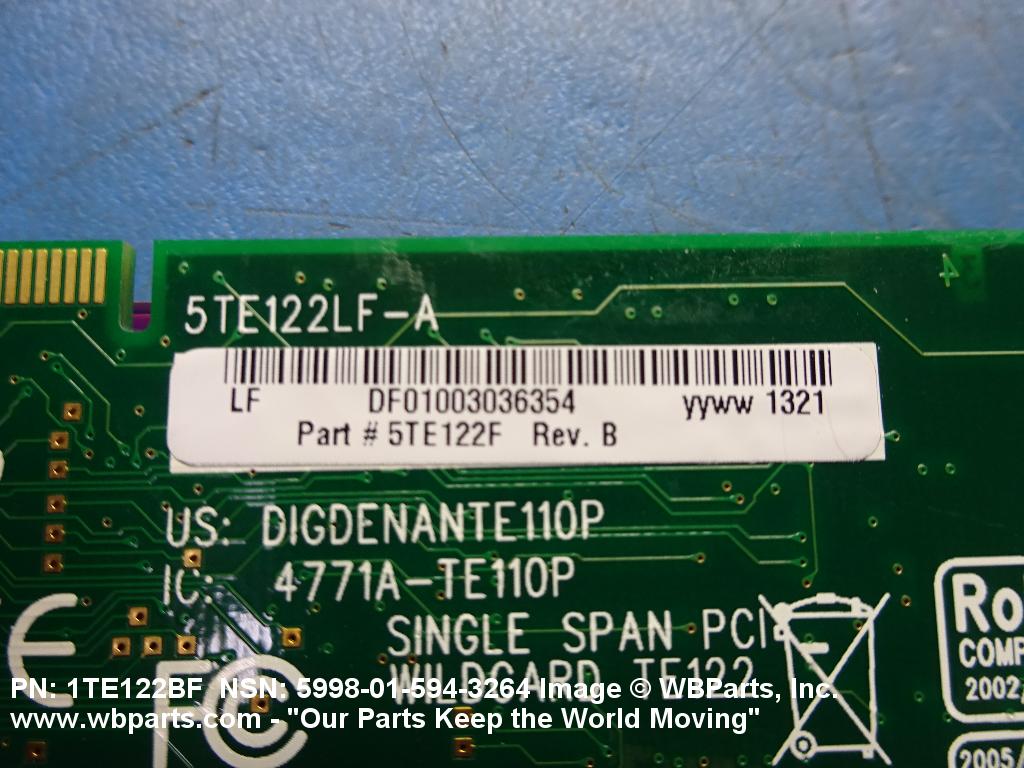 5TE122LF-A
LF DF01003036354 yyww 1321
Part # 5TE122F Rev. B
US: DIGDENANTE110P
IC: 4771A-TE110P
SINGLE SPAN PCI
WILDCARD TE122
CE
FC
Ro
COMP
2002
2005/
PN: 1TE122BF NSN: 5998-01-594-3264 Image © WBParts, Inc.
www.wbparts.com - "Our Parts Keep the World Moving"